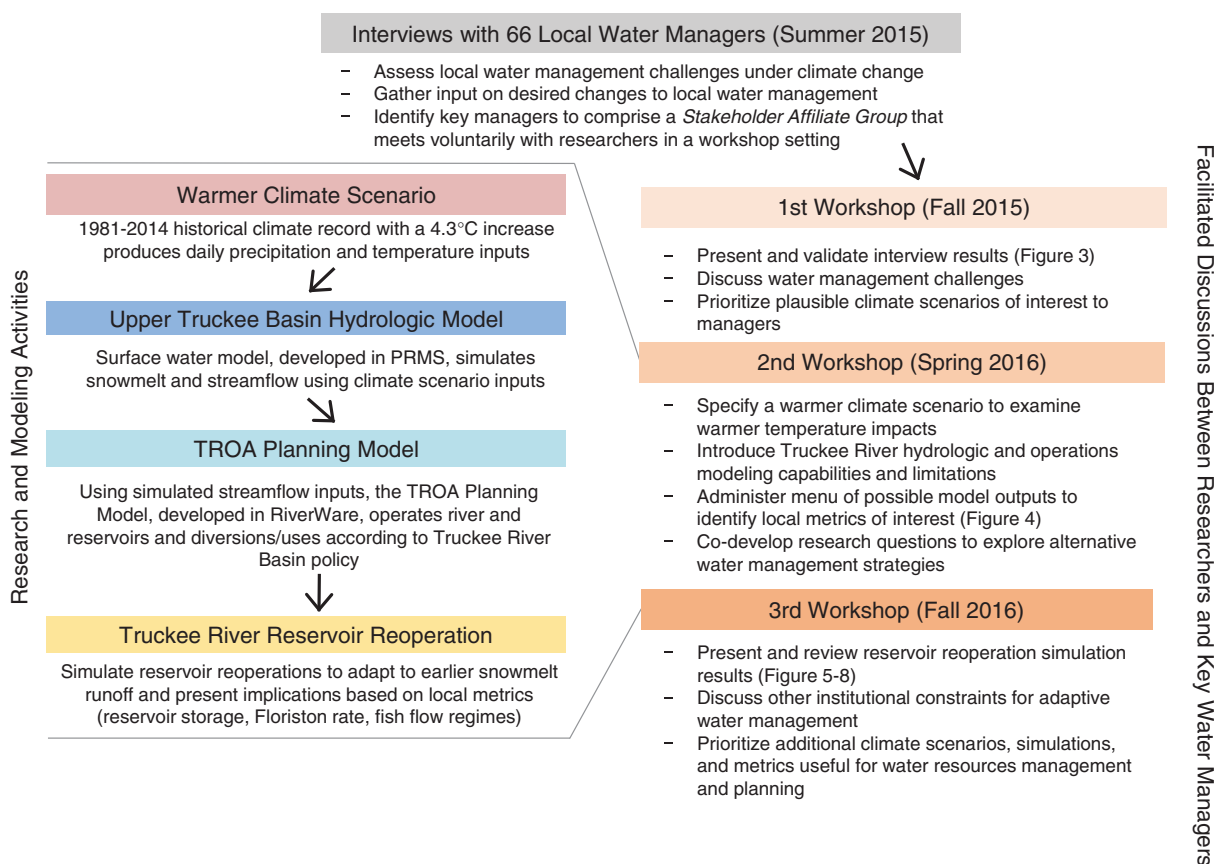 Interviews with 66 Local Water Managers (Summer 2015)
– Assess local water management challenges under climate change
– Gather input on desired changes to local water management
– Identify key managers to comprise a Stakeholder Affiliate Group that
meets voluntarily with researchers in a workshop setting
Research and Modeling Activities
Warmer Climate Scenario
1981-2014 historical climate record with a 4.3°C increase
produces daily precipitation and temperature inputs
Upper Truckee Basin Hydrologic Model
Surface water model, developed in PRMS, simulates
snowmelt and streamflow using climate scenario inputs
TROA Planning Model
Using simulated streamflow inputs, the TROA Planning
Model, developed in RiverWare, operates river and
reservoirs and diversions/uses according to Truckee River
Basin policy
Truckee River Reservoir Reoperation
Simulate reservoir reoperations to adapt to earlier snowmelt
runoff and present implications based on local metrics
(reservoir storage, Floriston rate, fish flow regimes)
1st Workshop (Fall 2015)
– Present and validate interview results (Figure 3)
– Discuss water management challenges
– Prioritize plausible climate scenarios of interest to
managers
2nd Workshop (Spring 2016)
– Specify a warmer climate scenario to examine
warmer temperature impacts
– Introduce Truckee River hydrologic and operations
modeling capabilities and limitations
– Administer menu of possible model outputs to
identify local metrics of interest (Figure 4)
– Co-develop research questions to explore alternative
water management strategies
3rd Workshop (Fall 2016)
– Present and review reservoir reoperation simulation
results (Figure 5-8)
– Discuss other institutional constraints for adaptive
water management
– Prioritize additional climate scenarios, simulations,
and metrics useful for water resources management
and planning
Facilitated Discussions Between Researchers and Key Water Managers